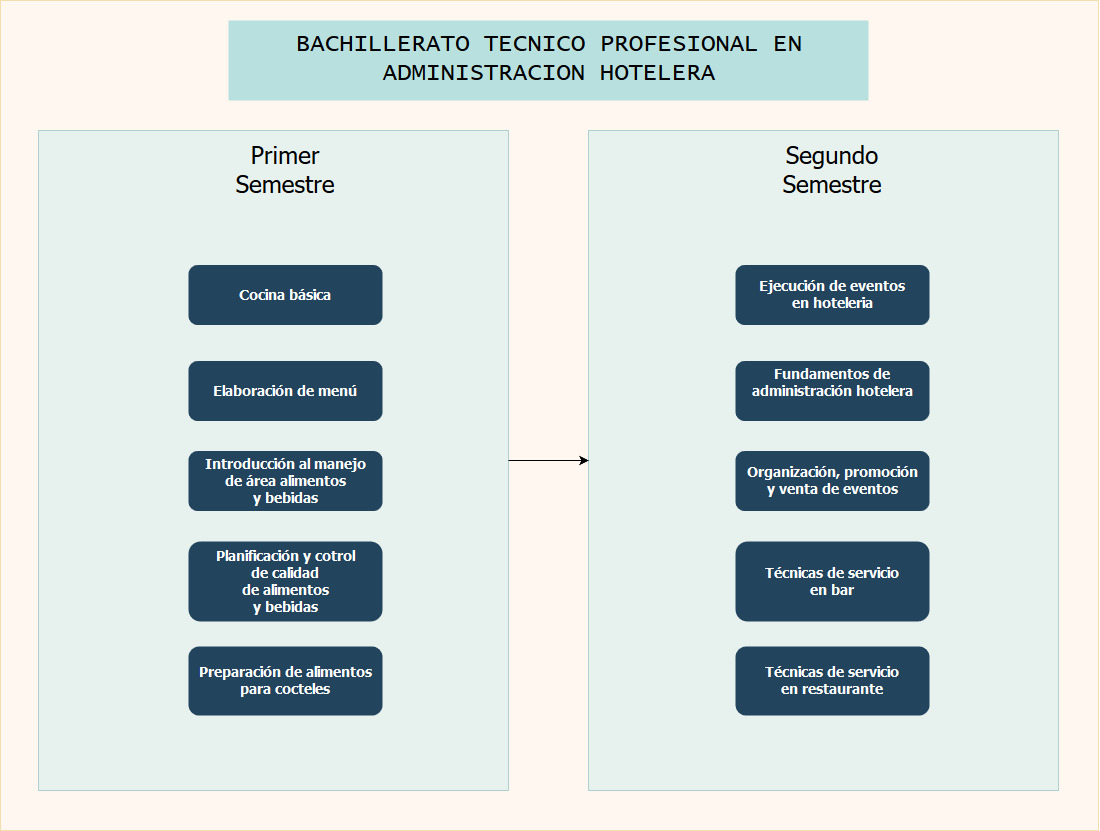 BACHILLERATO TECNICO PROFESIONAL EN
ADMINISTRACION HOTELERA
Primer
Semestre
Cocina básica
Elaboración de menú
Introducción al manejo
de área alimentos
y bebidas
Planificación y cotrol
de calidad
de alimentos
y bebidas
Preparación de alimentos
para cocteles
Segundo
Semestre
Ejecución de eventos
en hoteleria
Fundamentos de
administración hotelera
Organización, promoción
y venta de eventos
Técnicas de servicio
en bar
Técnicas de servicio
en restaurante